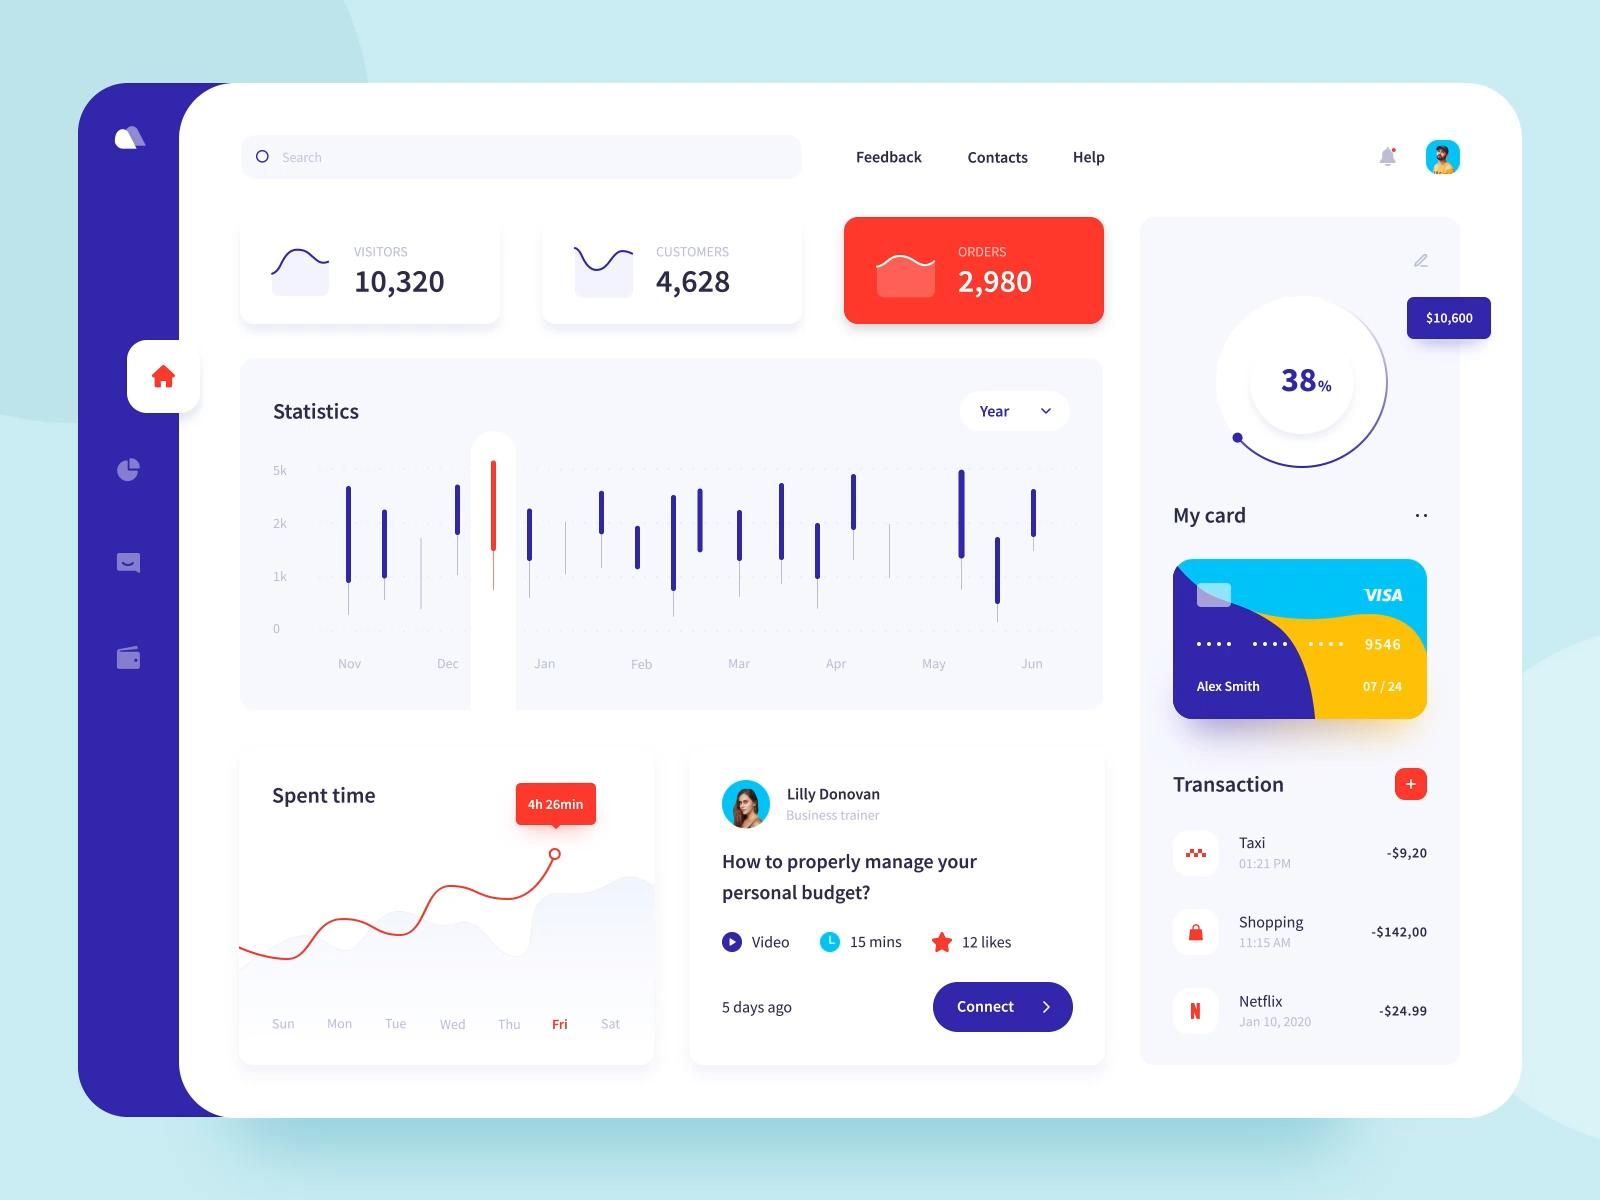 Search
Feedback
Contacts
Help
VISITORS
10,320
CUSTOMERS
4,628
ORDERS
2,980
$10,600
38%
Statistics
Year
5k
2k
1k
0
Nov Dec Jan Feb Mar Apr May Jun
My card
VISA
9546
Alex Smith
07 / 24
Spent time
4h 26min
Sun Mon Tue Wed Thu Fri Sat
Lilly Donovan
Business trainer
How to properly manage your
personal budget?
Video
15 mins
12 likes
5 days ago
Connect
Transaction
+
Taxi
01:21 PM
-$9,20
Shopping
11:15 AM
-$142,00
N
Netflix
Jan 10, 2020
-$24.99